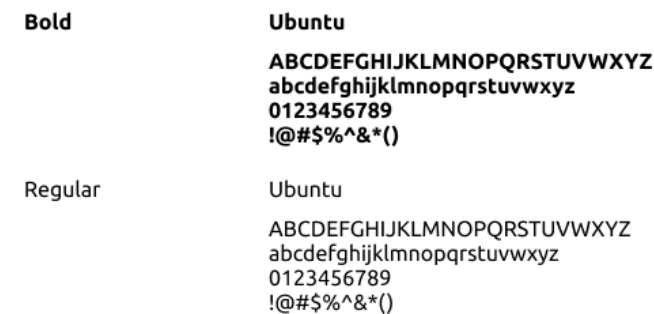 Bold Ubuntu
ABCDEFGHIJKLMNOPQRSTUVWXYZ
abcdefghijklmnopqrstuvwxyz
0123456789
!@#$%^&*()
Regular Ubuntu
ABCDEFGHIJKLMNOPQRSTUVWXYZ
abcdefghijklmnopqrstuvwxyz
0123456789
!@#$%^&*()